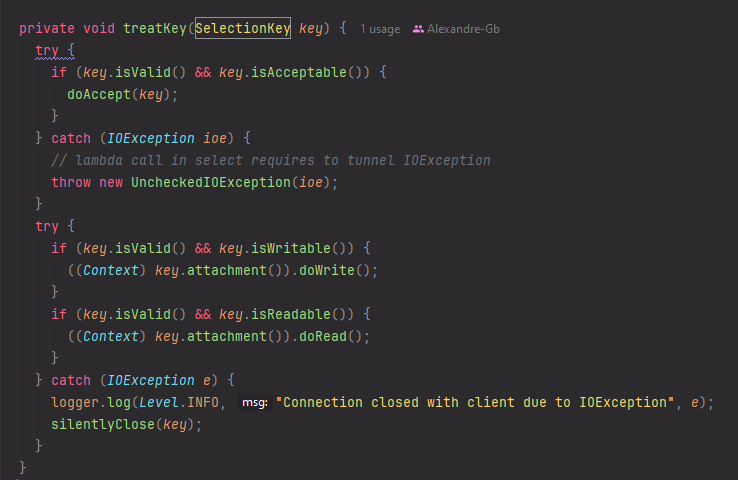 private void treatKey(SelectionKey key) { 1 usage Alexandre-Gb
try {
if (key.isValid() && key.isAcceptable()) {
doAccept(key);
}
} catch (IOException ioe) {
// lambda call in select requires to tunnel IOException
throw new UncheckedIOException(ioe);
}
try {
if (key.isValid() && key.isWritable()) {
((Context) key.attachment()).doWrite();
}
if (key.isValid() && key.isReadable()) {
((Context) key.attachment()).doRead();
}
} catch (IOException e) {
logger.log(Level.INFO, msg: "Connection closed with client due to IOException", e);
silentlyClose(key);
}
}